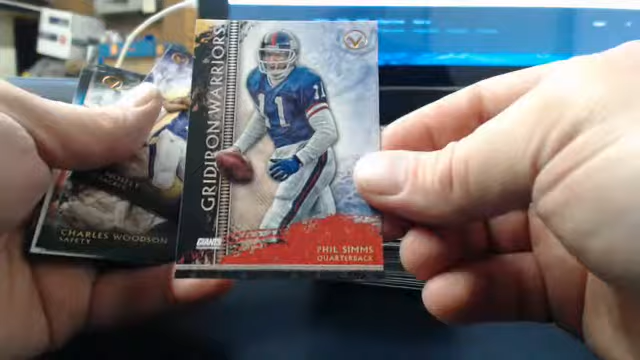 GRIDIRON WARRIORS
11
GIANTS
PHIL SIMMS
QUARTERBACK
CHARLES WOODSON
SAFETY